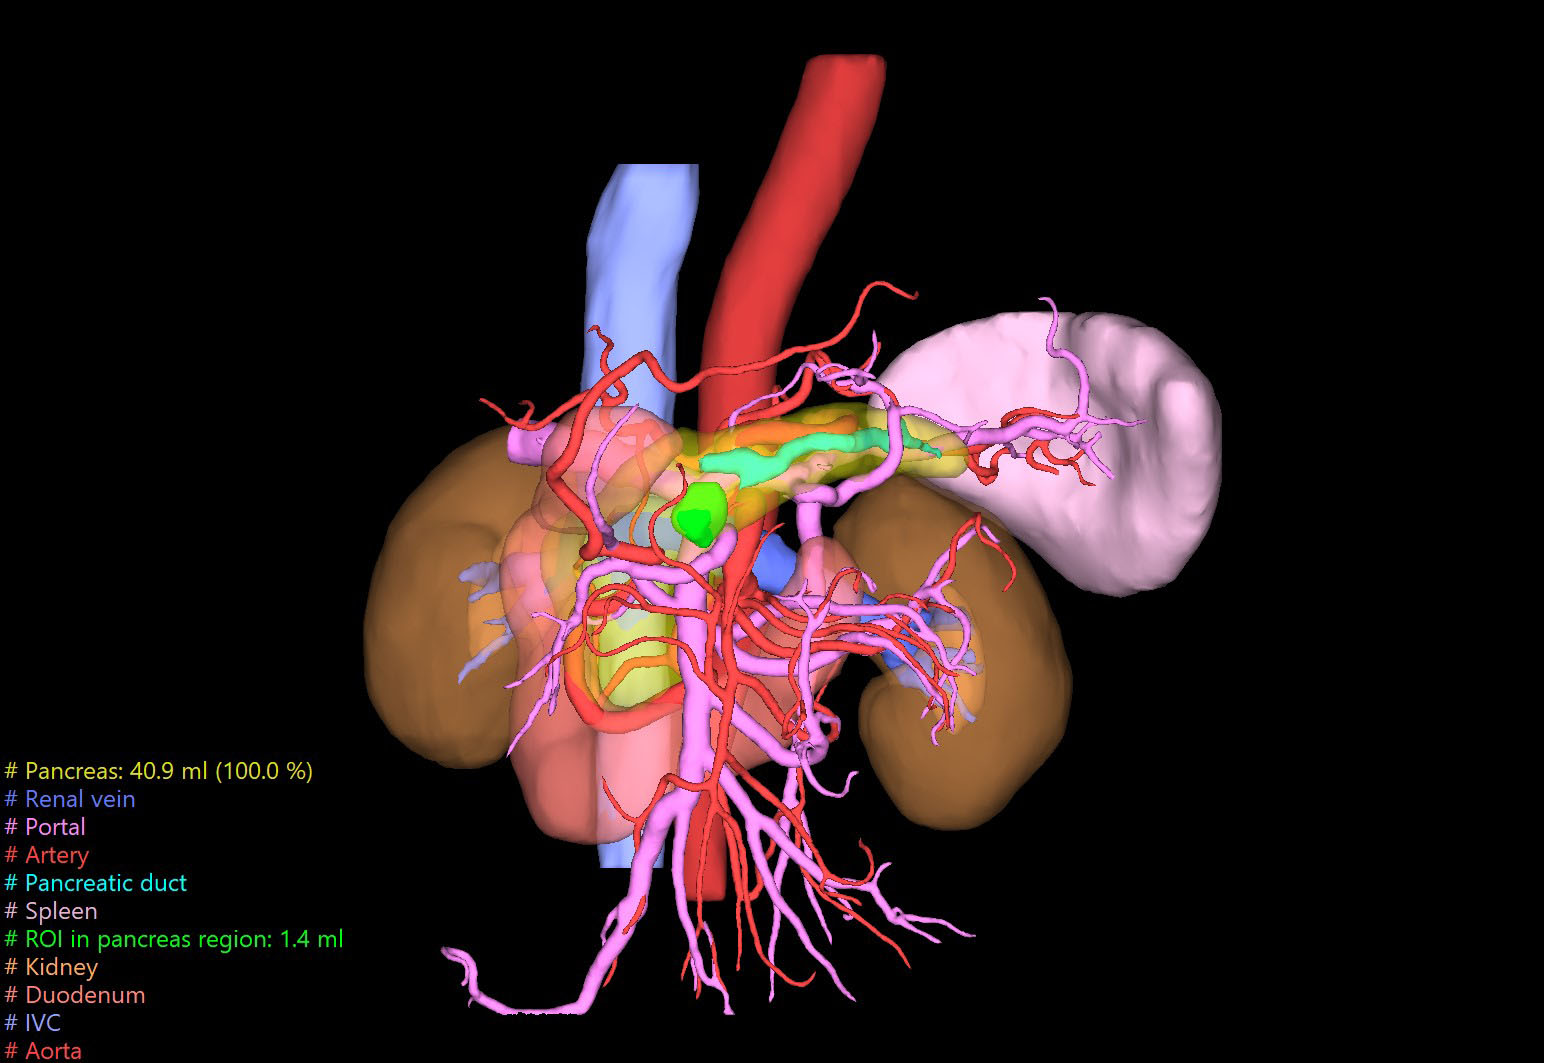 # Pancreas: 40.9 ml (100.0 %)
# Renal vein
# Portal
# Artery
# Pancreatic duct
# Spleen
# ROI in pancreas region: 1.4 ml
# Kidney
# Duodenum
# IVC
# Aorta